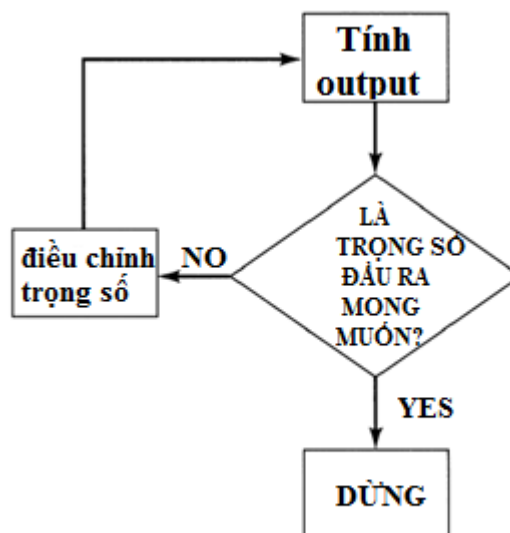 Tính
output
LÀ
TRỌNG SỐ
ĐẦU RA
MONG
MUỐN?
NO
điều chỉnh
trọng số
YES
DỪNG